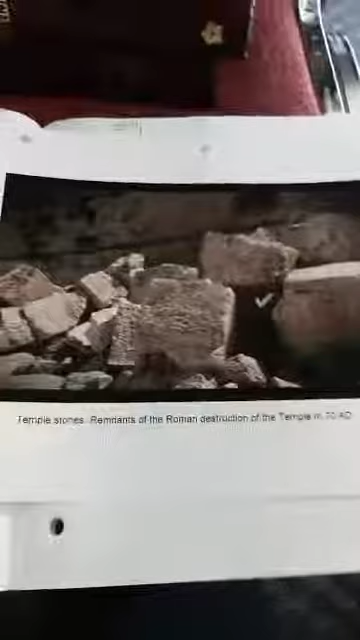 Temple stones. Remnants of the Roman destruction of the Temple in 70 AD